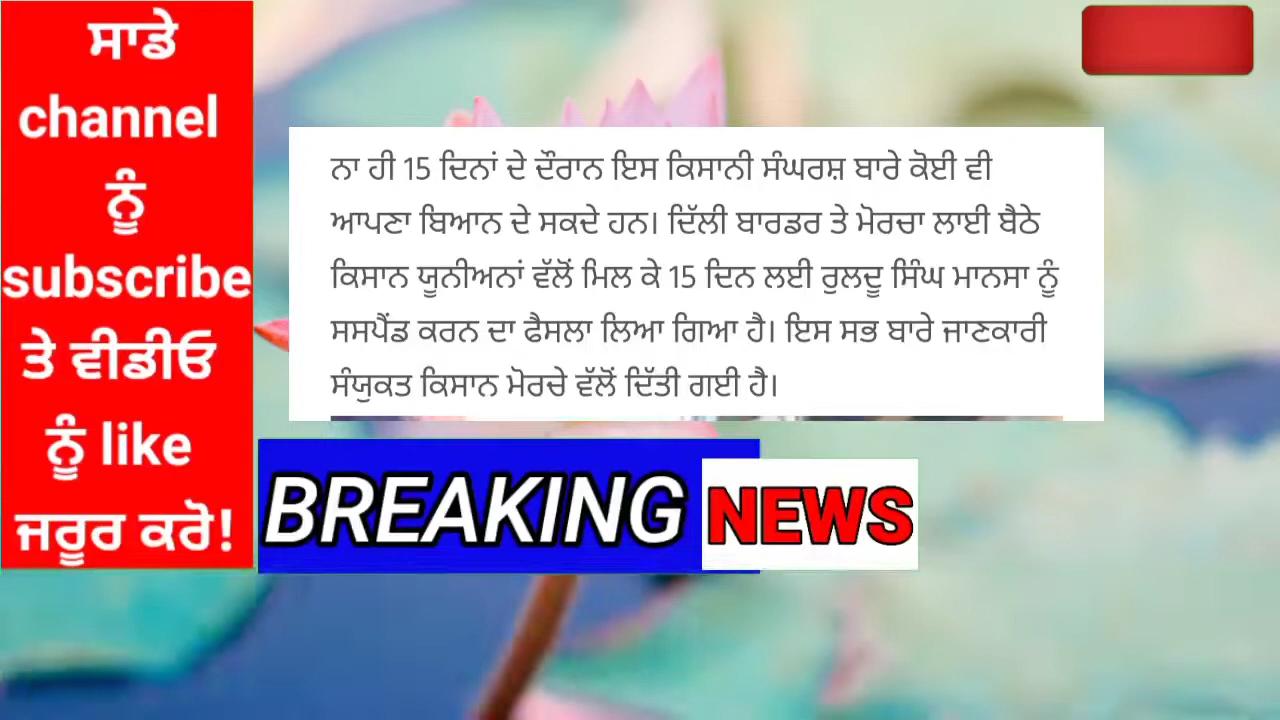 ਸਾਡੇ
channel
ਨੂੰ
subscribe
ਤੇ ਵੀਡੀਓ
ਨੂੰ like
ਜਰੂਰ ਕਰੋ!
ਨਾ ਹੀ 15 ਦਿਨਾਂ ਦੇ ਦੌਰਾਨ ਇਸ ਕਿਸਾਨੀ ਸੰਘਰਸ਼ ਬਾਰੇ ਕੋਈ ਵੀ
ਆਪਣਾ ਬਿਆਨ ਦੇ ਸਕਦੇ ਹਨ। ਦਿੱਲੀ ਬਾਰਡਰ ਤੇ ਮੋਰਚਾ ਲਾਈ ਬੈਠੇ
ਕਿਸਾਨ ਯੂਨੀਅਨਾਂ ਵੱਲੋਂ ਮਿਲ ਕੇ 15 ਦਿਨ ਲਈ ਰੁਲਦੂ ਸਿੰਘ ਮਾਨਸਾ ਨੂੰ
ਸਸਪੈਂਡ ਕਰਨ ਦਾ ਫੈਸਲਾ ਲਿਆ ਗਿਆ ਹੈ। ਇਸ ਸਭ ਬਾਰੇ ਜਾਣਕਾਰੀ
ਸੰਯੁਕਤ ਕਿਸਾਨ ਮੋਰਚੇ ਵੱਲੋਂ ਦਿੱਤੀ ਗਈ ਹੈ।
BREAKING NEWS